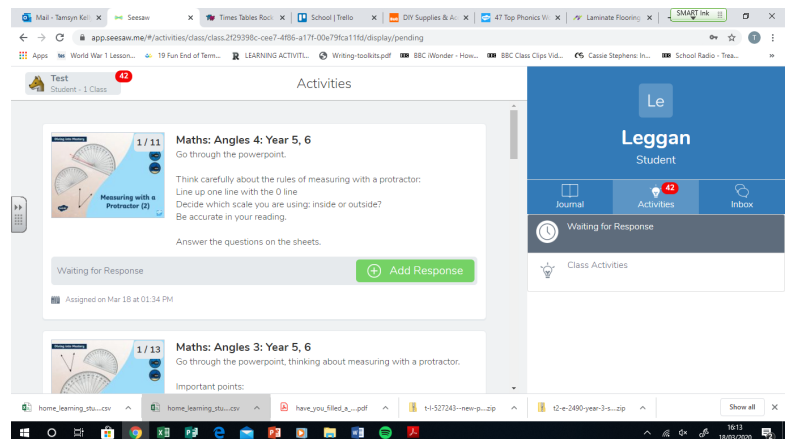 Mail - Tamsyn Kell
Seesaw
Times Tables Rock
School | Trello
DIY Supplies & Ac
47 Top Phonics W
Laminate Flooring
SMART Ink
app.seesaw.me/#/activities/class/class.2f29398c-cee7-4f86-a17f-00e79fca11fd/display/pending
Apps
World War 1 Lesson...
19 Fun End of Term...
LEARNING ACTIVITI...
Writing-toolkits.pdf
BBC iWonder - How...
BBC Class Clips Vid...
Cassie Stephens: In...
School Radio - Trea...
Test
42
Student - 1 Class
Activities
1 / 11
Measuring with a
Protractor (2)
Maths: Angles 4: Year 5, 6
Go through the powerpoint.
Think carefully about the rules of measuring with a protractor:
Line up one line with the 0 line
Decide which scale you are using: inside or outside?
Be accurate in your reading.
Answer the questions on the sheets.
Waiting for Response
Add Response
Assigned on Mar 18 at 01:34 PM
1 / 13
Maths: Angles 3: Year 5, 6
Go through the powerpoint, thinking about measuring with a protractor.
Important points:
Le
Leggan
Student
Journal
42
Activities
Inbox
Waiting for Response
Class Activities
home_learning_stu....csv
home_learning_stu....csv
have_you_filled_a_....pdf
t-l-527243--new-p....zip
t2-e-2490-year-3-s....zip
Show all
16:13
18/03/2020